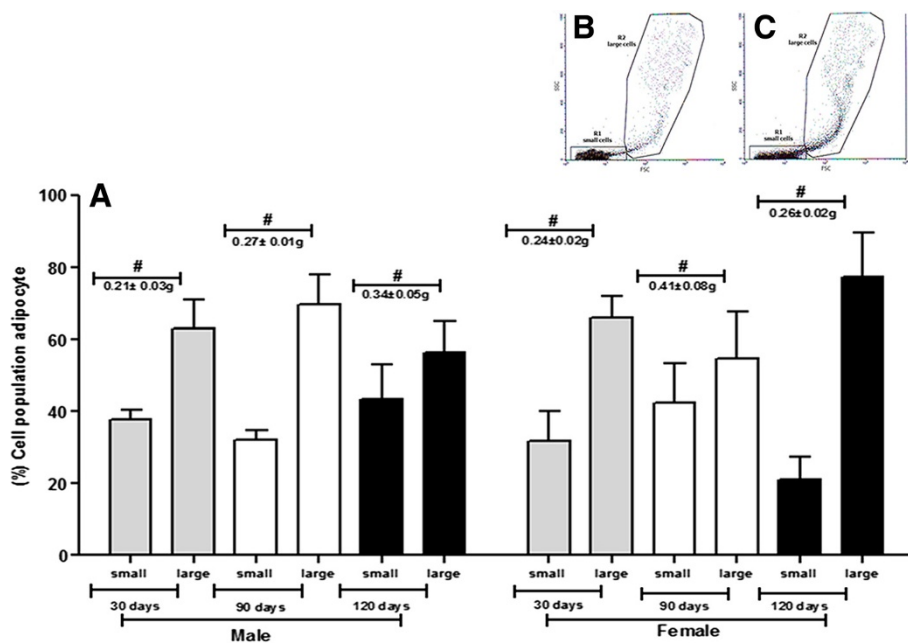 B
R2
large cells
R1
small cells
SSC
FSC
C
R2
large cells
R1
small cells
SSC
FSC
A
(%) Cell population adipocyte
100
80
60
40
20
0
#
0.21± 0.03g
#
0.27± 0.01g
#
0.34±0.05g
#
0.24±0.02g
#
0.41±0.08g
#
0.26±0.02g
small large small large small large small large small large small large
30 days 90 days 120 days 30 days 90 days 120 days
Male Female